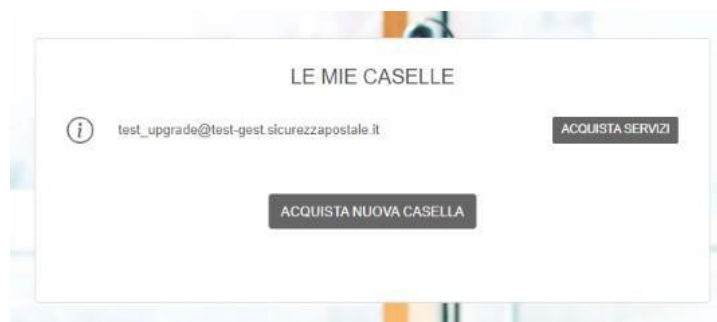 LE MIE CASELLE
test_upgrade@test-gest.sicurezzapostale.it
ACQUISTA SERVIZI
ACQUISTA NUOVA CASELLA